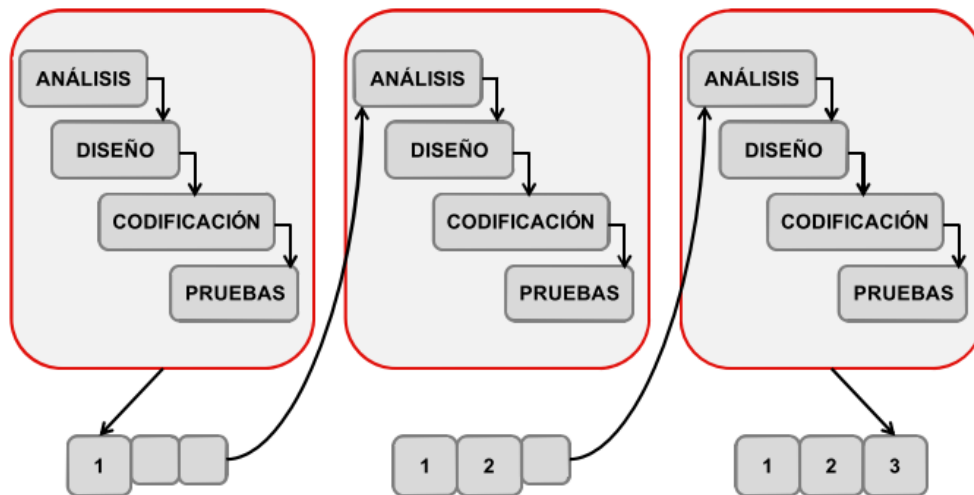 ANÁLISIS
DISEÑO
CODIFICACIÓN
PRUEBAS
1
ANÁLISIS
DISEÑO
CODIFICACIÓN
PRUEBAS
1 2
ANÁLISIS
DISEÑO
CODIFICACIÓN
PRUEBAS
1 2 3